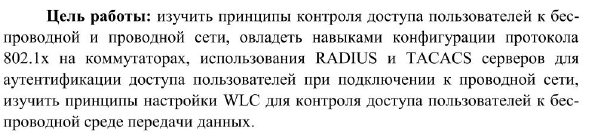 Цель работы: изучить принципы контроля доступа пользователей к бес-
проводной и проводной сети, овладеть навыками конфигурации протокола
802.1x на коммутаторах, использования RADIUS и TACACS серверов для
аутентификации доступа пользователей при подключении к проводной сети,
изучить принципы настройки WLC для контроля доступа пользователей к бес-
проводной среде передачи данных.